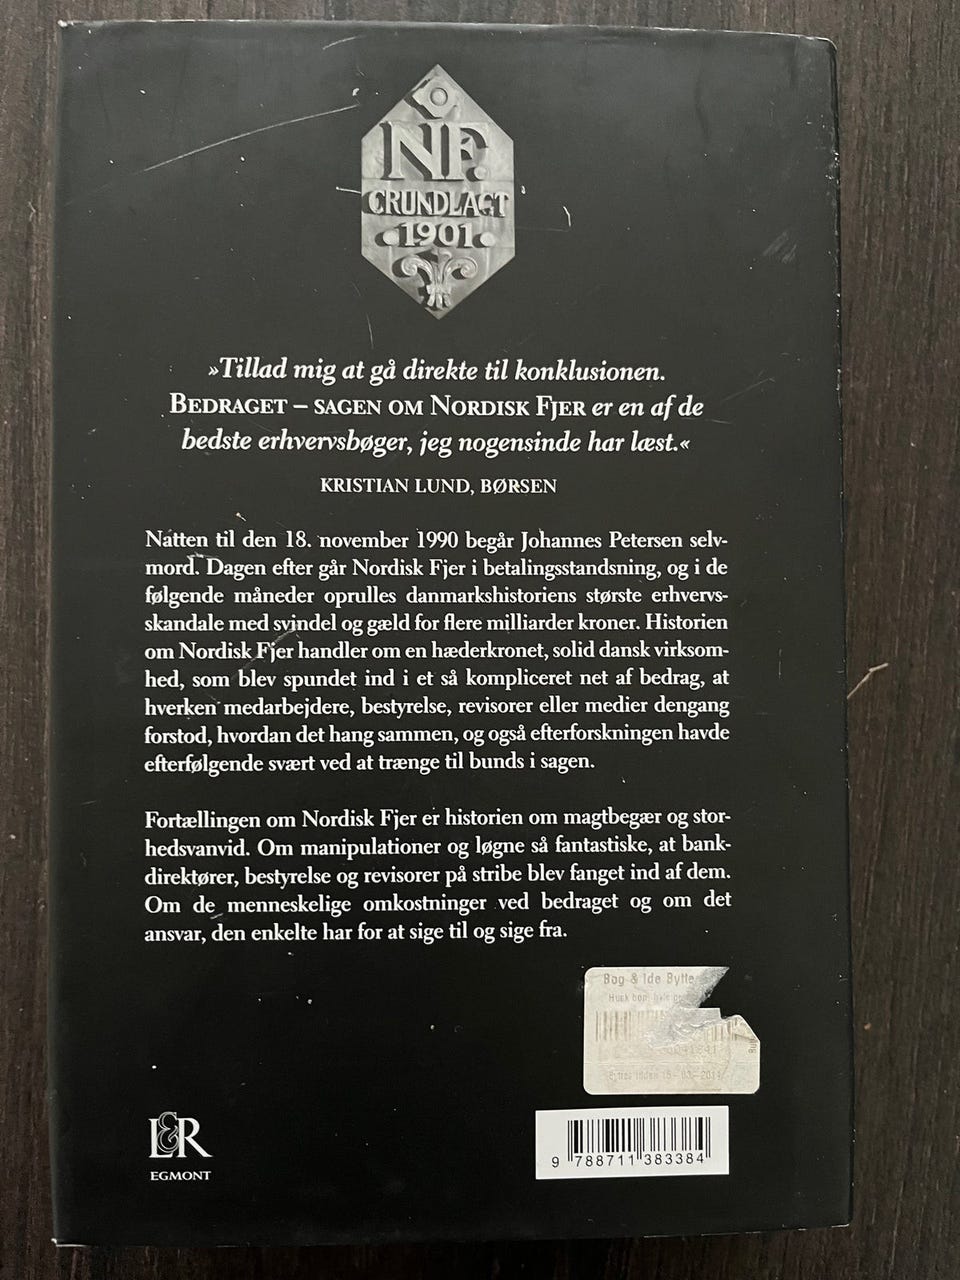 NF.
GRUNDLAGT
1901
»Tillad mig at gå direkte til konklusionen.
BEDRAGET – SAGEN OM NORDISK FJER er en af de
bedste erhvervsbøger, jeg nogensinde har læst.«
KRISTIAN LUND, BØRSEN
Natten til den 18. november 1990 begår Johannes Petersen selv-
mord. Dagen efter går Nordisk Fjer i betalingsstandsning, og i de
følgende måneder oprulles danmarkshistoriens største erhvervs-
skandale med svindel og gæld for flere milliarder kroner. Historien
om Nordisk Fjer handler om en hæderkronet, solid dansk virksom-
hed, som blev spundet ind i et så kompliceret net af bedrag, at
hverken medarbejdere, bestyrelse, revisorer eller medier dengang
forstod, hvordan det hang sammen, og også efterforskningen havde
efterfølgende svært ved at trænge til bunds i sagen.
Fortællingen om Nordisk Fjer er historien om magtbegær og stor-
hedsvanvid. Om manipulationer og løgne så fantastiske, at bank-
direktører, bestyrelse og revisorer på stribe blev fanget ind af dem.
Om de menneskelige omkostninger ved bedraget og om det
ansvar, den enkelte har for at sige til og sige fra.
Bog & Ide Bytte
Husk bon
L&R
EGMONT
9 788711 383384